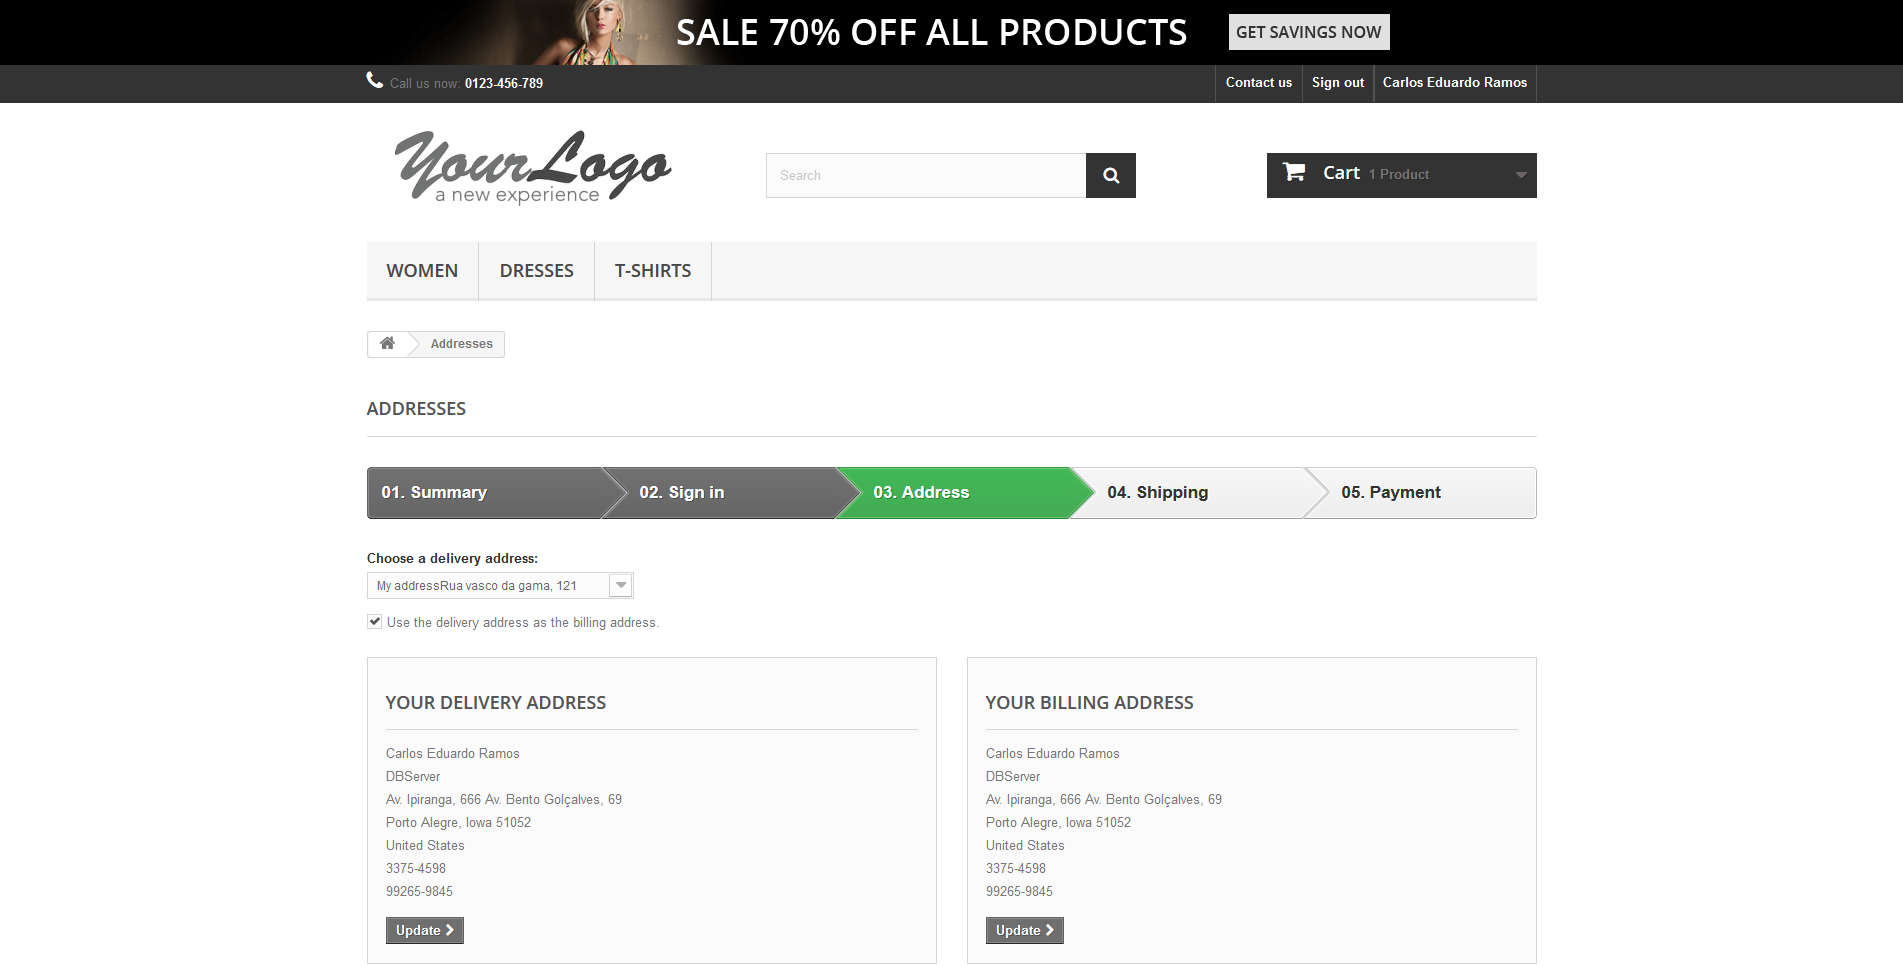 SALE 70% OFF ALL PRODUCTS GET SAVINGS NOW
Call us now: 0123-456-789 Contact us Sign out Carlos Eduardo Ramos
YourLogo
a new experience
Search
Cart 1 Product
WOMEN DRESSES T-SHIRTS
Addresses
ADDRESSES
01. Summary 02. Sign in 03. Address 04. Shipping 05. Payment
Choose a delivery address:
My addressRua vasco da gama, 121
Use the delivery address as the billing address.
YOUR DELIVERY ADDRESS
Carlos Eduardo Ramos
DBServer
Av. Ipiranga, 666 Av. Bento Golçalves, 69
Porto Alegre, Iowa 51052
United States
3375-4598
99265-9845
Update
YOUR BILLING ADDRESS
Carlos Eduardo Ramos
DBServer
Av. Ipiranga, 666 Av. Bento Golçalves, 69
Porto Alegre, Iowa 51052
United States
3375-4598
99265-9845
Update